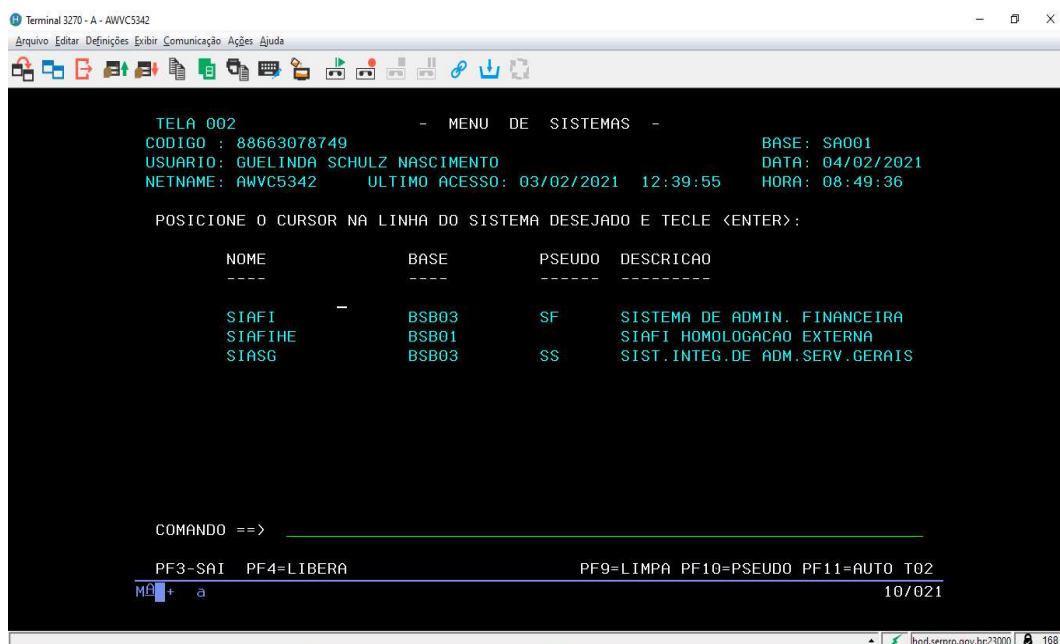 Terminal 3270 - A - AWVC5342
Arquivo Editar Definições Exibir Comunicação Ações Ajuda
TELA 002 - MENU DE SISTEMAS -
CODIGO : 88663078749 BASE: SAO01
USUARIO: GUELINDA SCHULZ NASCIMENTO DATA: 04/02/2021
NETNAME: AWVC5342 ULTIMO ACESSO: 03/02/2021 12:39:55 HORA: 08:49:36
POSICIONE O CURSOR NA LINHA DO SISTEMA DESEJADO E TECLE <ENTER>:
NOME BASE PSEUDO DESCRICAO
---- ---- ------ ---------
SIAFI BSB03 SF SISTEMA DE ADMIN. FINANCEIRA
SIAFIHE BSB01 SIAFI HOMOLOGACAO EXTERNA
SIASG BSB03 SS SIST.INTEG.DE ADM.SERV.GERAIS
COMANDO ==>
PF3-SAI PF4=LIBERA PF9=LIMPA PF10=PSEUDO PF11=AUTO T02
MA + a 10/021
hod.serpro.gov.br:23000 168